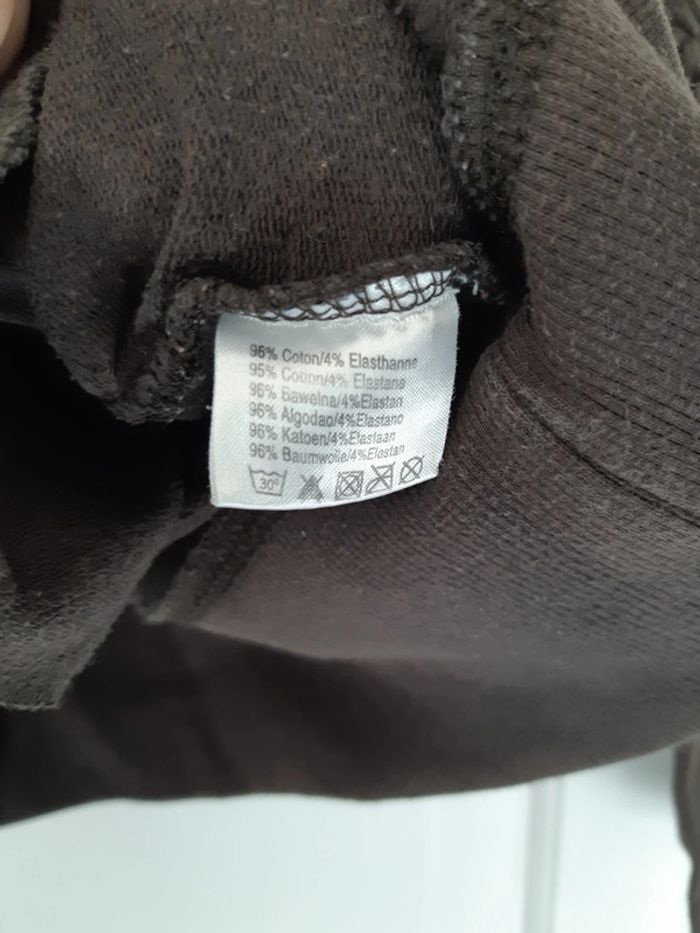 96% Coton/4% Elasthanne
95% Cotton/4% Elastane
96% Bawelna/4%Elastan
96% Algodao/4%Elastano
96% Katoen/4%Elastaan
96% Baumwolle/4%Elastan
30°